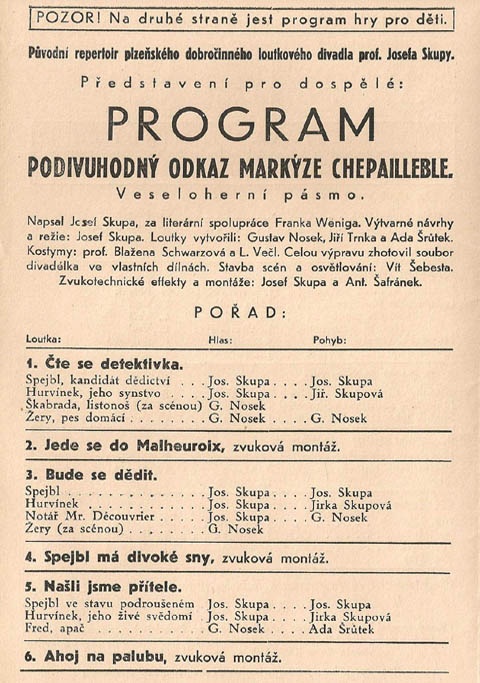 POZOR! Na druhé straně jest program hry pro děti.
Původní repertoir plzeňského dobročinného loutkového divadla prof. Josefa Skupy.
Představení pro dospělé:
PROGRAM
PODIVUHODNÝ ODKAZ MARKÝZE CHEPAILLEBLE.
Veseloherní pásmo.
Napsal Josef Skupa, za literární spolupráce Franka Weniga. Výtvarné návrhy
a režie: Josef Skupa. Loutky vytvořili: Gustav Nosek, Jiří Trnka a Ada Šrůtek.
Kostymy: prof. Blažena Schwarzová a L. Večl. Celou výpravu zhotovil soubor
divadélka ve vlastních dílnách. Stavba scén a osvětlování: Vít Šebesta.
Zvukotechnické effekty a montáže: Josef Skupa a Ant. Šafránek.
POŘAD:
Loutka: Hlas: Pohyb:
1. Čte se detektivka.
Spejbl, kandidát dědictví . . . Jos. Skupa . . . . Jos. Skupa
Hurvínek, jeho synstvo . . . . Jos. Skupa . . . . Jiř. Skupová
Škabrada, listonoš (za scénou) G. Nosek
Žery, pes domácí . . . . . . . G. Nosek . . . . . G. Nosek
2. Jede se do Malheuroix, zvuková montáž.
3. Bude se dědit.
Spejbl . . . . . . . . . . . . Jos. Skupa . . . . Jos. Skupa
Hurvínek . . . . . . . . . . . Jos. Skupa . . . . Jirka Skupová
Notář Mr. Découvrier . . . . . Jos. Skupa . . . . G. Nosek
Žery (za scénou) . . . . . . . G. Nosek
4. Spejbl má divoké sny, zvuková montáž.
5. Našli jsme přítele.
Spejbl ve stavu podroušeném Jos. Skupa . . . . Jos. Skupa
Hurvínek, jeho živé svědomí . Jos. Skupa . . . . Jirka Skupová
Fred, apač . . . . . . . . . . G. Nosek . . . . . Ada Šrůtek
6. Ahoj na palubu, zvuková montáž.